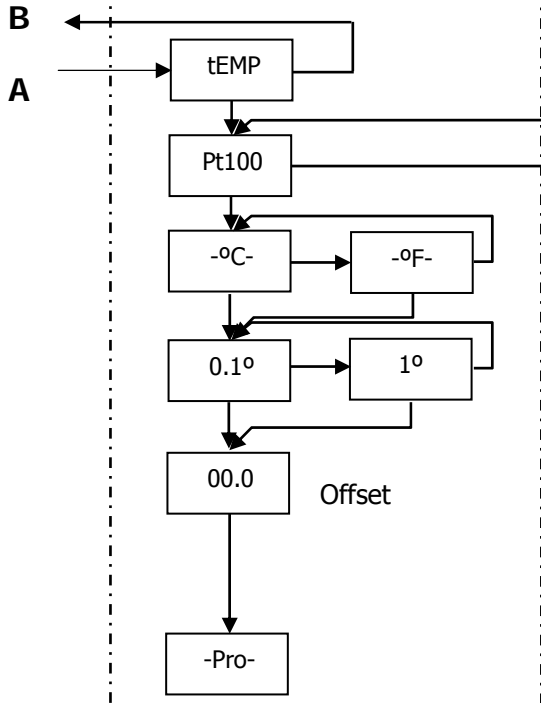 B
tEMP
A
Pt100
-ºC-
-ºF-
0.1º
1º
00.0
Offset
-Pro-